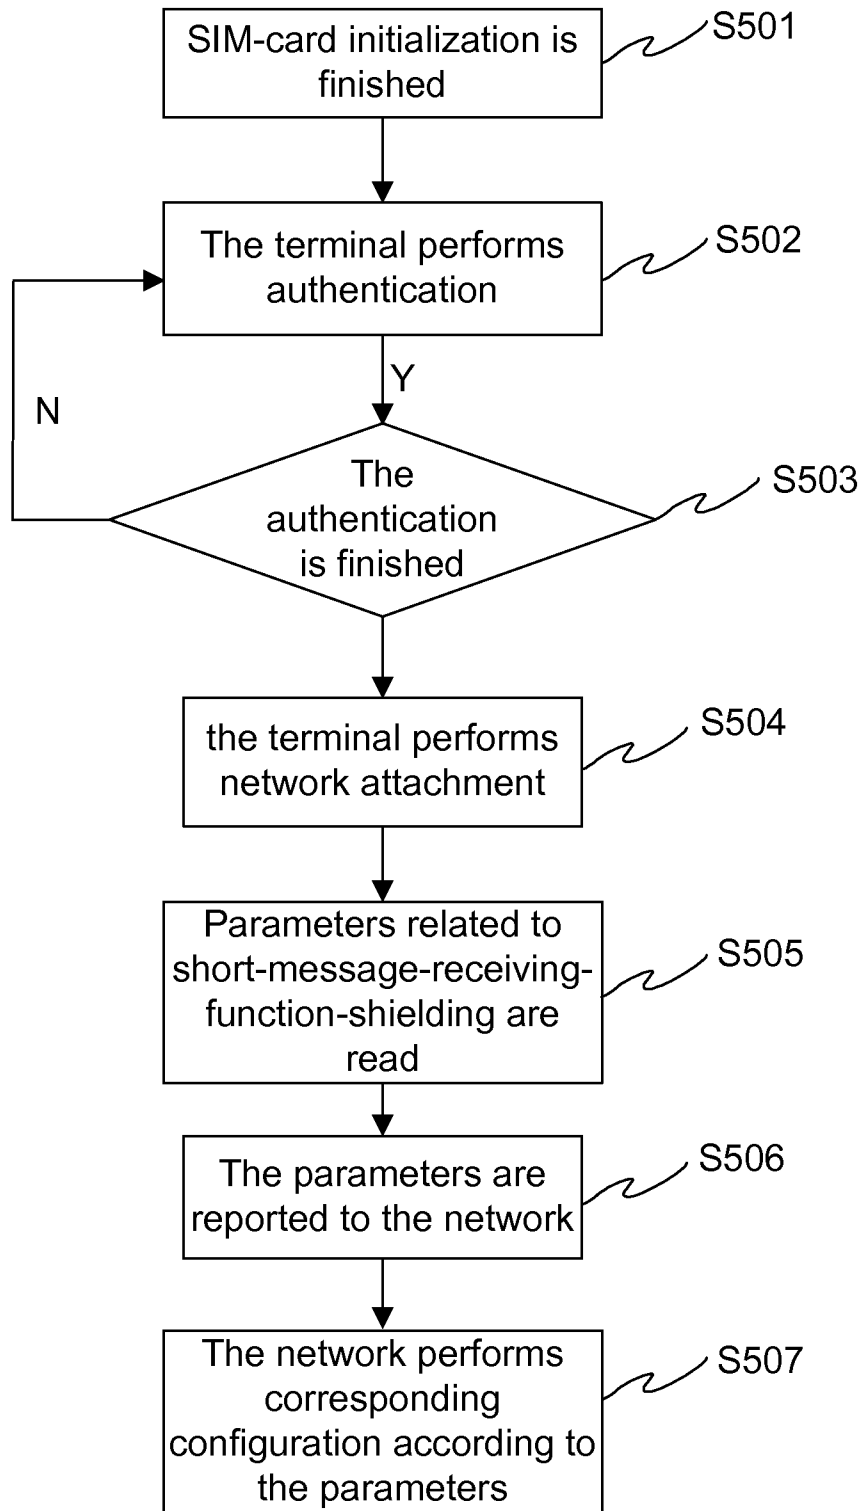 SIM-card initialization is
finished
S501
The terminal performs
authentication
S502
Y
N
The
authentication
is finished
S503
the terminal performs
network attachment
S504
Parameters related to
short-message-receiving-
function-shielding are
read
S505
The parameters are
reported to the network
S506
The network performs
corresponding
configuration according to
the parameters
S507